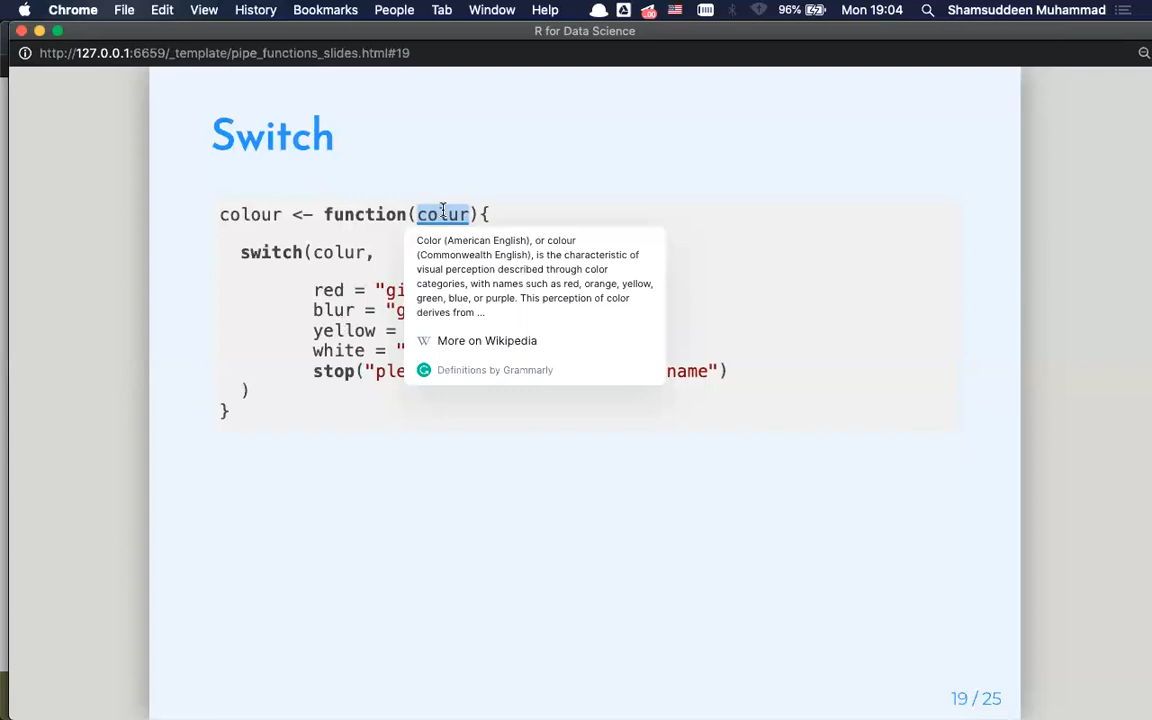 Chrome File Edit View History Bookmarks People Tab Window Help 96% Mon 19:04 Shamsuddeen Muhammad
R for Data Science
http://127.0.0.1:6659/_template/pipe_functions_slides.html#19
Switch
colour <- function(colur){
switch(colur,
red = "gi
blur = "g
yellow =
white = "
stop("ple name")
)
}
Color (American English), or colour
(Commonwealth English), is the characteristic of
visual perception described through color
categories, with names such as red, orange, yellow,
green, blue, or purple. This perception of color
derives from ...
W More on Wikipedia
Definitions by Grammarly
19 / 25